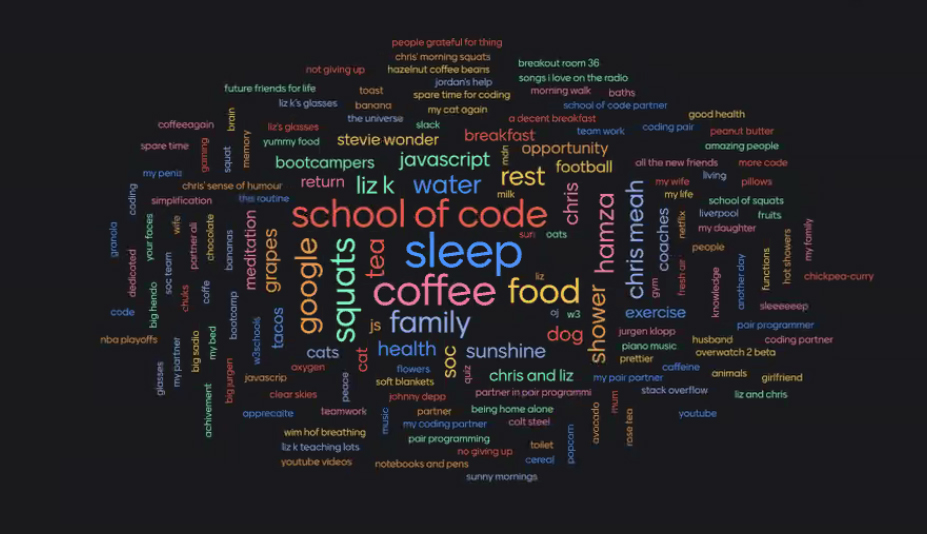 people grateful for thing
chris' morning squats
not giving up
hazelnut coffee beans
breakout room 36
jordan's help
songs i love on the radio
future friends for life
toast
spare time for coding
morning walk
baths
liz k's glasses
banana
my cat again
school of code partner
brain
the universe
a decent breakfast
good health
coffeeagain
liz's glasses
slack
team work
coding pair
peanut butter
memory
stevie wonder
breakfast
spare time
gaming
squat
yummy food
mdn
opportunity
amazing people
bootcampers
javascript
football
all the new friends
more code
my peniz
return
liz k
water
rest
chris
living
my wife
pillows
chris' sense of humour
milk
my life
coding
simplification
this routine
school of code
hamza
chris meah
coaches
netflix
school of squats
liverpool
fruits
granola
your faces
wife
partner ali
chocolate
bananas
meditation
grapes
google
squats
tea
sleep
sun
oats
my daughter
people
functions
hot showers
my family
dedicated
soc team
coffee
food
liz
gym
fresh air
knowledge
another day
chickpea-curry
big hendo
chuks
coffe
bootcamp
shower
sleeeeeep
code
w3schools
tacos
js
family
oj
w3
exercise
pair programmer
nba playoffs
my partner
big sadio
my bed
cats
cat
health
soc
sunshine
dog
jurgen klopp
husband
coding partner
piano music
overwatch 2 beta
prettier
glasses
big jurgen
oxygen
flowers
quiz
chris and liz
caffeine
animals
girlfriend
javascrip
peace
soft blankets
my pair partner
stack overflow
liz and chris
achivement
clear skies
johnny depp
partner in pair programmi
mum
apprecaite
teamwork
music
partner
being home alone
avocado
rose tea
youtube
my coding partner
colt steel
wim hof breathing
pair programming
popcorn
liz k teaching lots
no giving up
toilet
youtube videos
notebooks and pens
cereal
sunny mornings